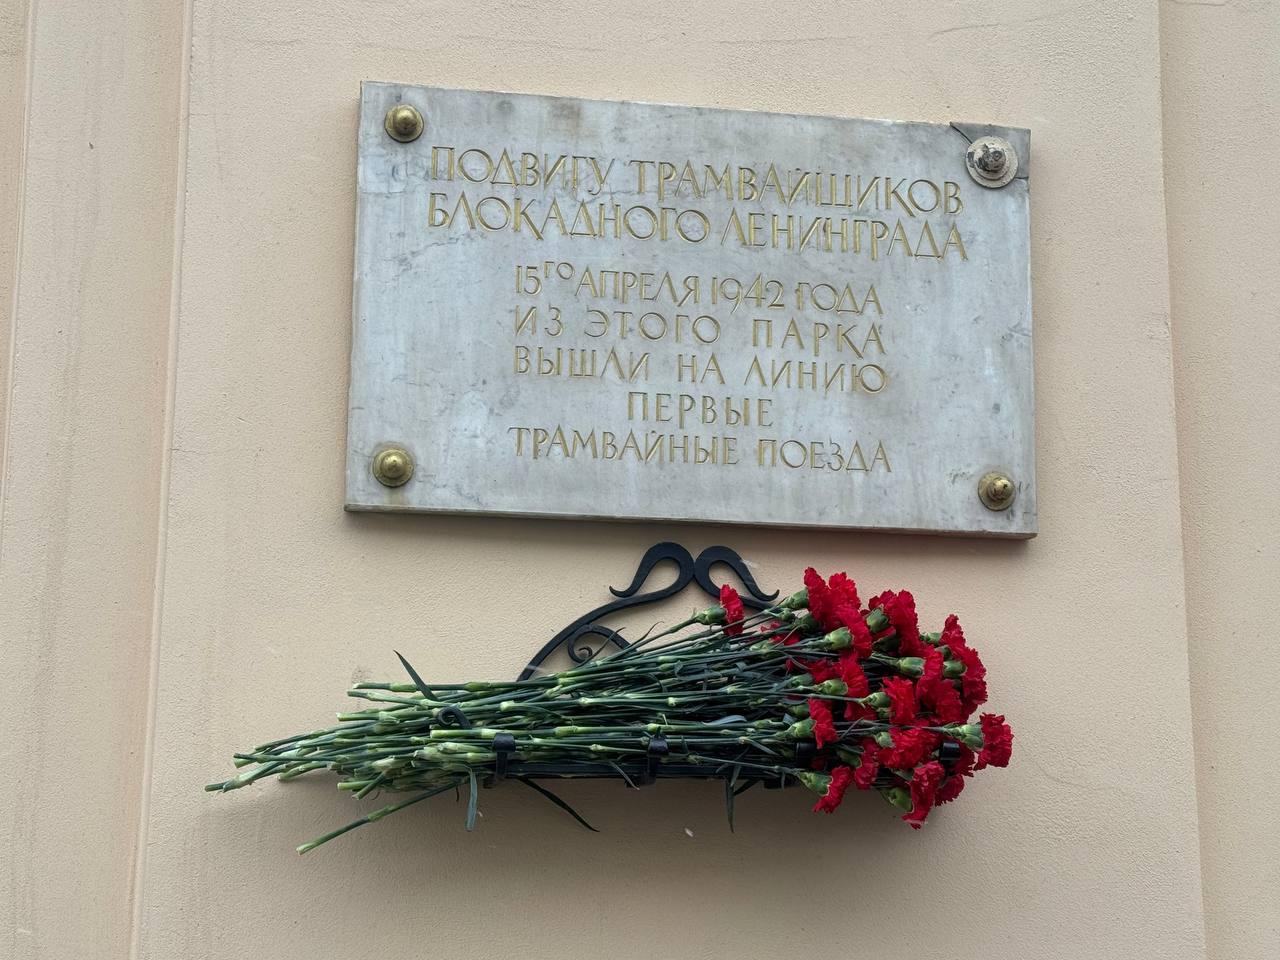 ПОДВИГУ ТРАМВАЙЩИКОВ
БЛОКАДНОГО ЛЕНИНГРАДА
15ГО АПРЕЛЯ 1942 ГОДА
ИЗ ЭТОГО ПАРКА
ВЫШЛИ НА ЛИНИЮ
ПЕРВЫЕ
ТРАМВАЙНЫЕ ПОЕЗДА